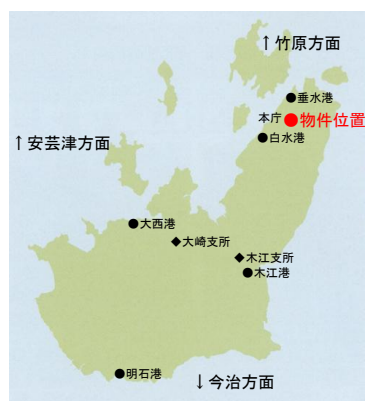 ↑竹原方面
●垂水港
本庁 ●物件位置
●白水港
↑安芸津方面
●大西港
◆大崎支所
◆木江支所
●木江港
●明石港
↓今治方面